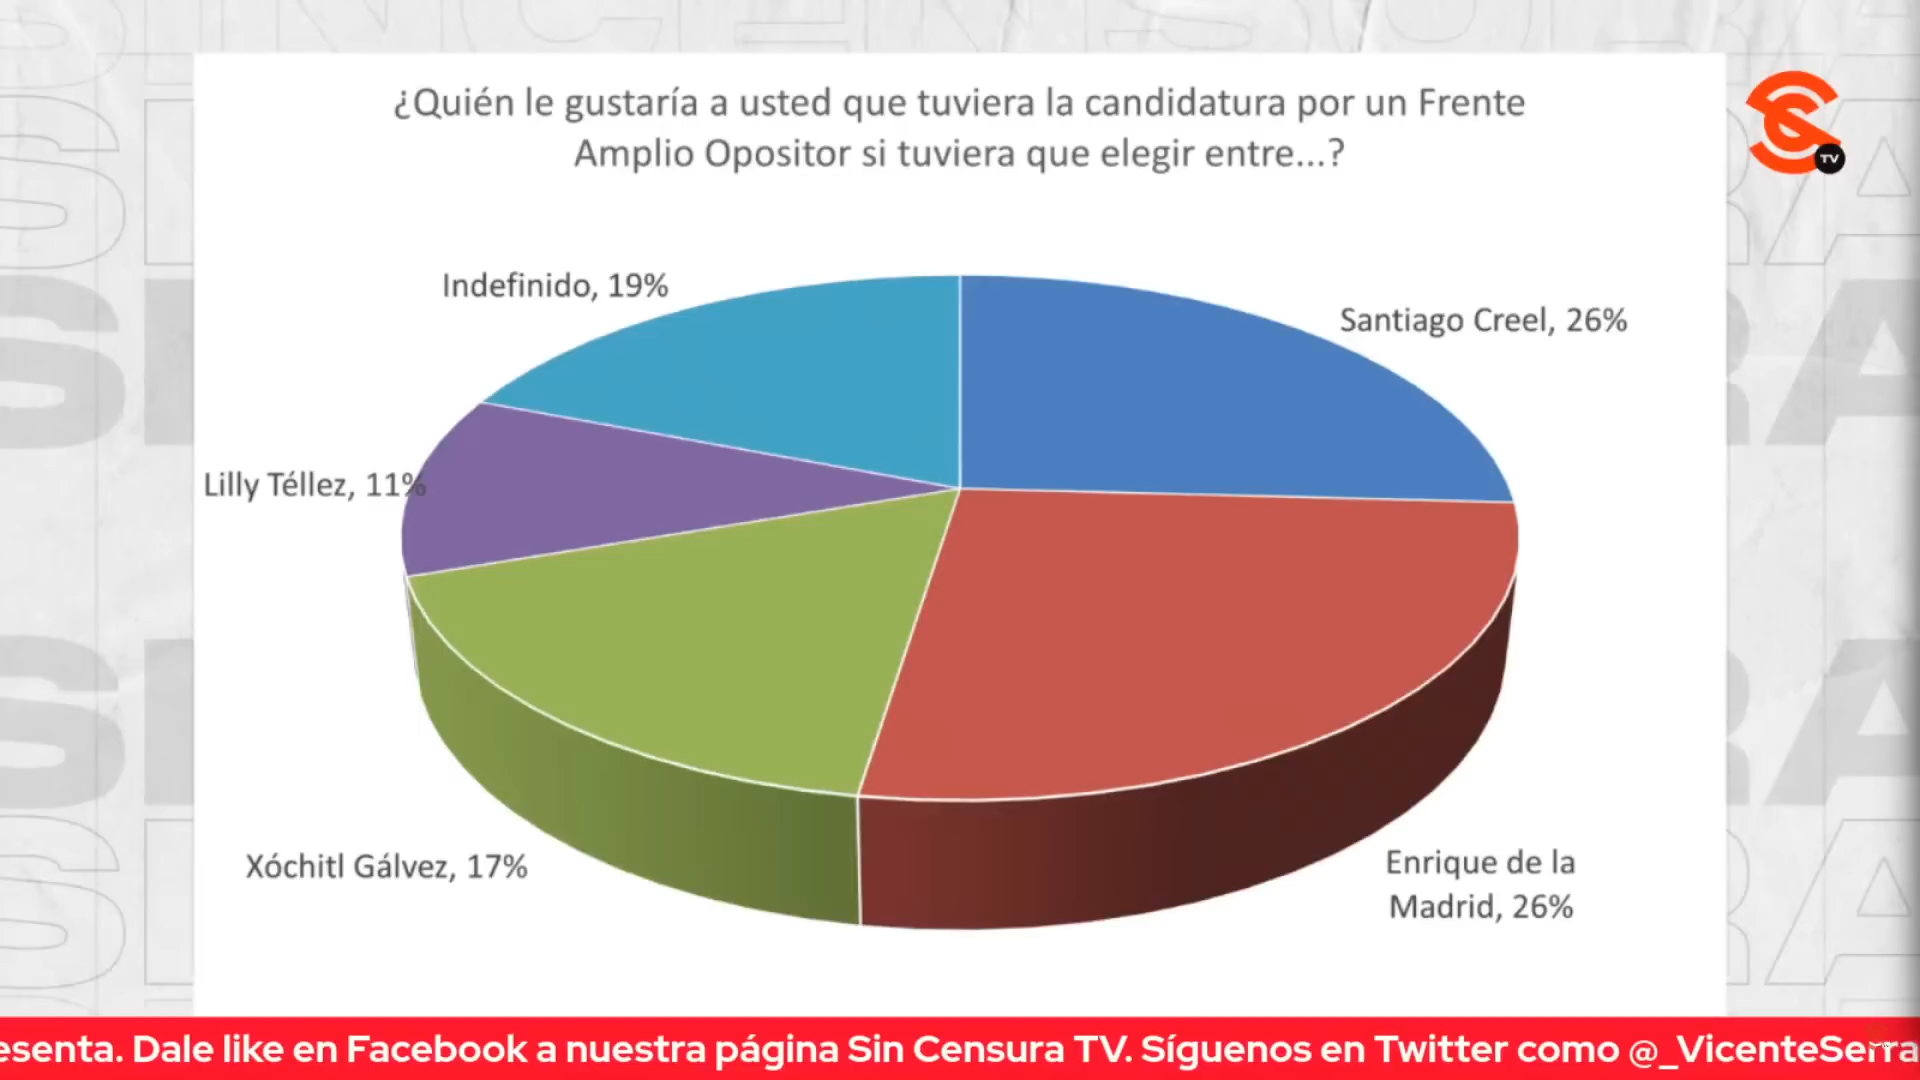 ¿Quién le gustaría a usted que tuviera la candidatura por un Frente
Amplio Opositor si tuviera que elegir entre...?
TV
Indefinido, 19%
Santiago Creel, 26%
Lilly Téllez, 11%
Xóchitl Gálvez, 17%
Enrique de la
Madrid, 26%
esenta. Dale like en Facebook a nuestra página Sin Censura TV. Síguenos en Twitter como @_VicenteSerra